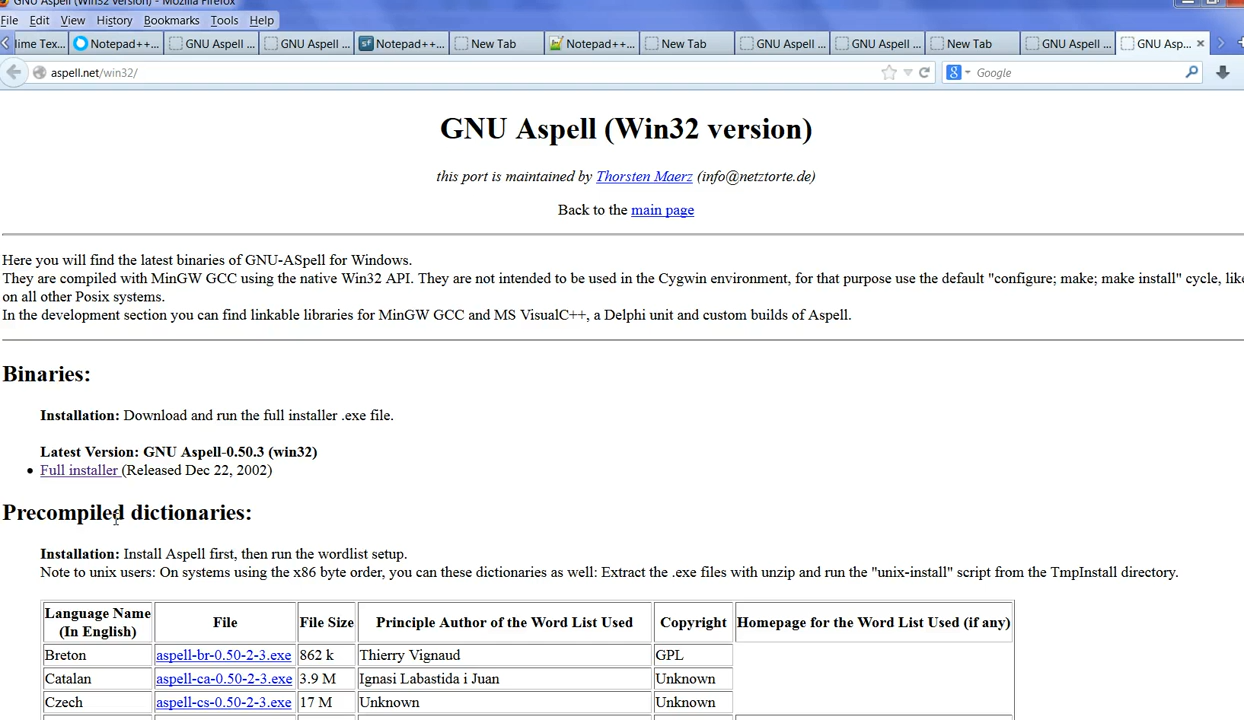 GNU Aspell (Win32 version) - Mozilla Firefox
File Edit View History Bookmarks Tools Help
lime Tex... Notepad++... GNU Aspell ... GNU Aspell ... Notepad++... New Tab Notepad++... New Tab GNU Aspell ... GNU Aspell ... New Tab GNU Aspell ... GNU Asp...
aspell.net/win32/ Google
GNU Aspell (Win32 version)
this port is maintained by Thorsten Maerz (info@netztorte.de)
Back to the main page
Here you will find the latest binaries of GNU-ASpell for Windows.
They are compiled with MinGW GCC using the native Win32 API. They are not intended to be used in the Cygwin environment, for that purpose use the default "configure; make; make install" cycle, like
on all other Posix systems.
In the development section you can find linkable libraries for MinGW GCC and MS VisualC++, a Delphi unit and custom builds of Aspell.
Binaries:
Installation: Download and run the full installer .exe file.
Latest Version: GNU Aspell-0.50.3 (win32)
• Full installer (Released Dec 22, 2002)
Precompiled dictionaries:
Installation: Install Aspell first, then run the wordlist setup.
Note to unix users: On systems using the x86 byte order, you can these dictionaries as well: Extract the .exe files with unzip and run the "unix-install" script from the TmpInstall directory.
Language Name (In English) File File Size Principle Author of the Word List Used Copyright Homepage for the Word List Used (if any)
Breton aspell-br-0.50-2-3.exe 862 k Thierry Vignaud GPL
Catalan aspell-ca-0.50-2-3.exe 3.9 M Ignasi Labastida i Juan Unknown
Czech aspell-cs-0.50-2-3.exe 17 M Unknown Unknown